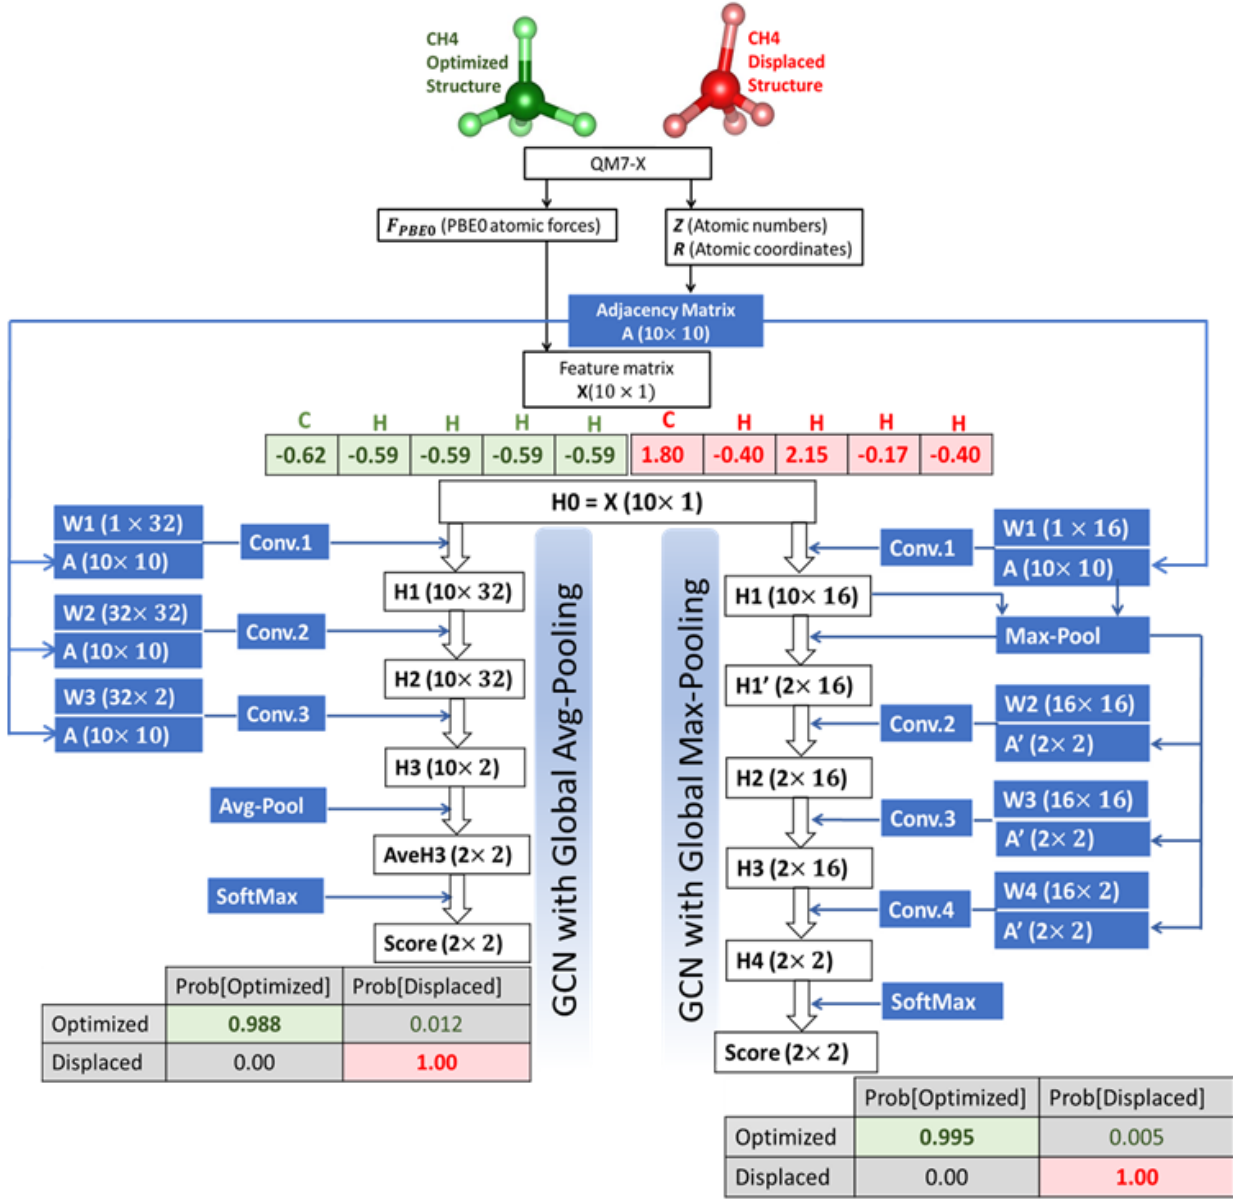 CH4
Optimized
Structure
CH4
Displaced
Structure
QM7-X
F_PBE0 (PBE0 atomic forces)
Z (Atomic numbers)
R (Atomic coordinates)
Adjacency Matrix
A (10× 10)
Feature matrix
X(10 × 1)
C H H H H C H H H H
-0.62 -0.59 -0.59 -0.59 -0.59 1.80 -0.40 2.15 -0.17 -0.40
H0 = X (10× 1)
W1 (1 × 32)
A (10× 10)
Conv.1
H1 (10× 32)
W2 (32× 32)
A (10× 10)
Conv.2
H2 (10× 32)
W3 (32× 2)
A (10× 10)
Conv.3
H3 (10× 2)
Avg-Pool
AveH3 (2× 2)
SoftMax
Score (2× 2)
GCN with Global Avg-Pooling
Prob[Optimized] Prob[Displaced]
Optimized 0.988 0.012
Displaced 0.00 1.00
GCN with Global Max-Pooling
Conv.1
W1 (1 × 16)
A (10× 10)
H1 (10× 16)
Max-Pool
H1’ (2× 16)
Conv.2
W2 (16× 16)
A’ (2× 2)
H2 (2× 16)
Conv.3
W3 (16× 16)
A’ (2× 2)
H3 (2× 16)
Conv.4
W4 (16× 2)
A’ (2× 2)
H4 (2× 2)
SoftMax
Score (2× 2)
Prob[Optimized] Prob[Displaced]
Optimized 0.995 0.005
Displaced 0.00 1.00